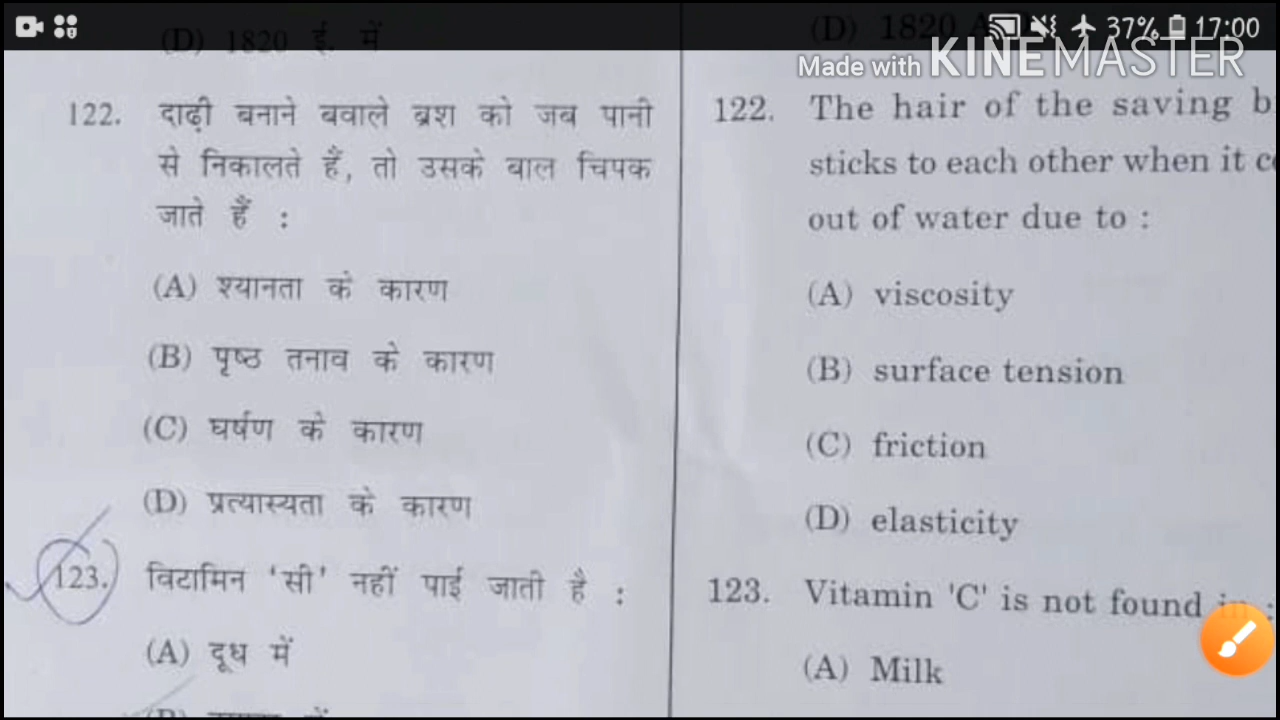 37% 17:00
Made with KINEMASTER
(D) 1820 ई. में
122. दाढ़ी बनाने बवाले ब्रश को जब पानी
से निकालते हैं, तो उसके बाल चिपक
जाते हैं :
(A) श्यानता के कारण
(B) पृष्ठ तनाव के कारण
(C) घर्षण के कारण
(D) प्रत्यास्यता के कारण
123. विटामिन 'सी' नहीं पाई जाती है :
(A) दूध में
(D) 1820
122. The hair of the saving
sticks to each other when it
out of water due to :
(A) viscosity
(B) surface tension
(C) friction
(D) elasticity
123. Vitamin 'C' is not found in :
(A) Milk